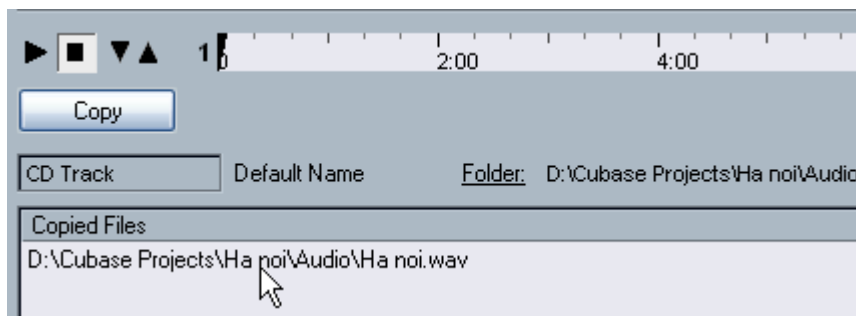 1 0 2:00 4:00
Copy
CD Track Default Name Folder: D:\Cubase Projects\Ha noi\Audio
Copied Files
D:\Cubase Projects\Ha noi\Audio\Ha noi.wav